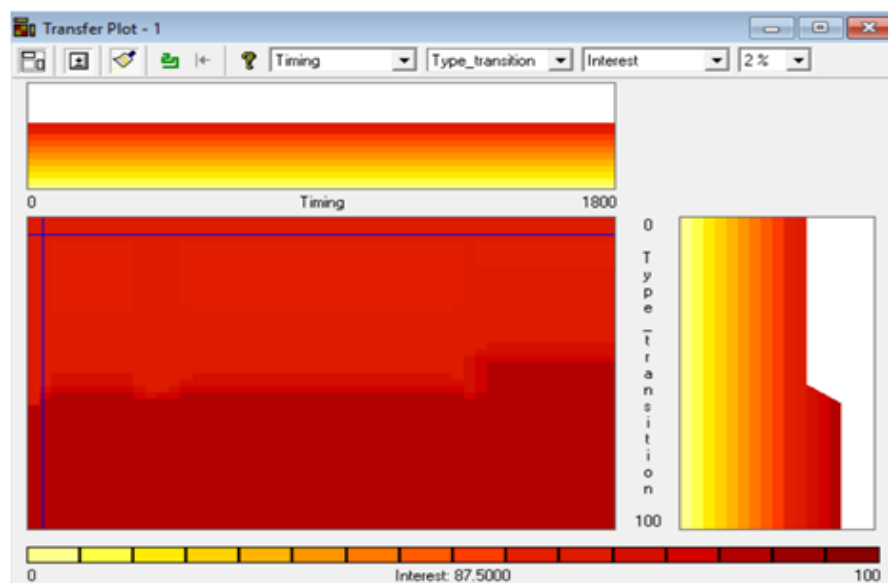 Transfer Plot - 1
Timing Type_transition Interest 2 %
0 Timing 1800
0
Type_transition
100
0 Interest: 87.5000 100